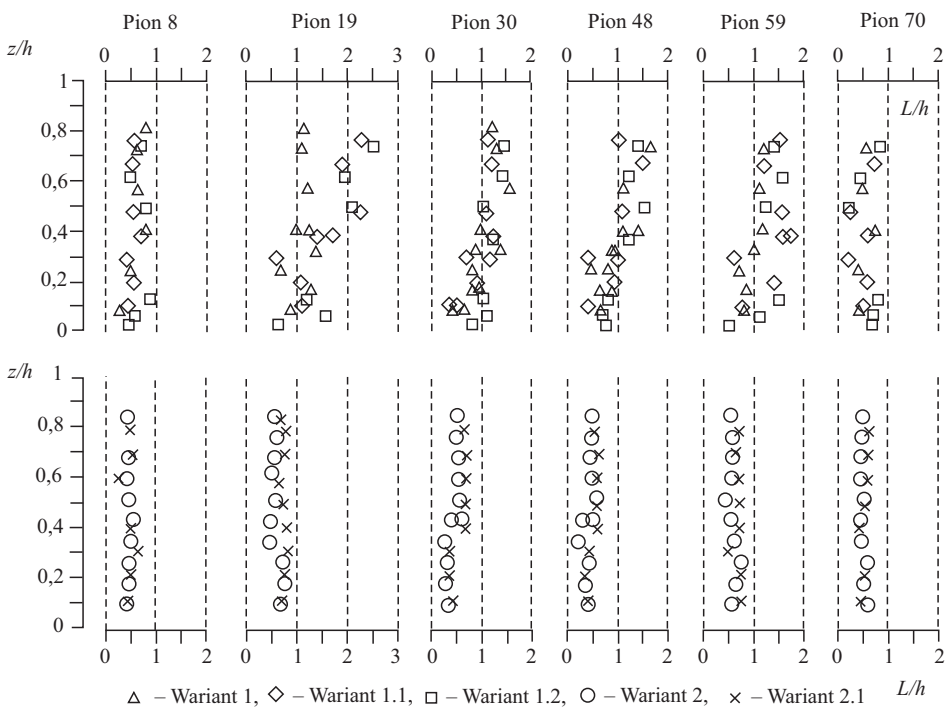 Pion 8 Pion 19 Pion 30 Pion 48 Pion 59 Pion 70
z/h 0 1 2 0 1 2 3 0 1 2 0 1 2 0 1 2 0 1 2
1
L/h
0,8
0,6
0,4
0,2
0
z/h 1
0,8
0,6
0,4
0,2
0
0 1 2 0 1 2 3 0 1 2 0 1 2 0 1 2 0 1 2
– Wariant 1, – Wariant 1.1, – Wariant 1.2, – Wariant 2, – Wariant 2.1 L/h